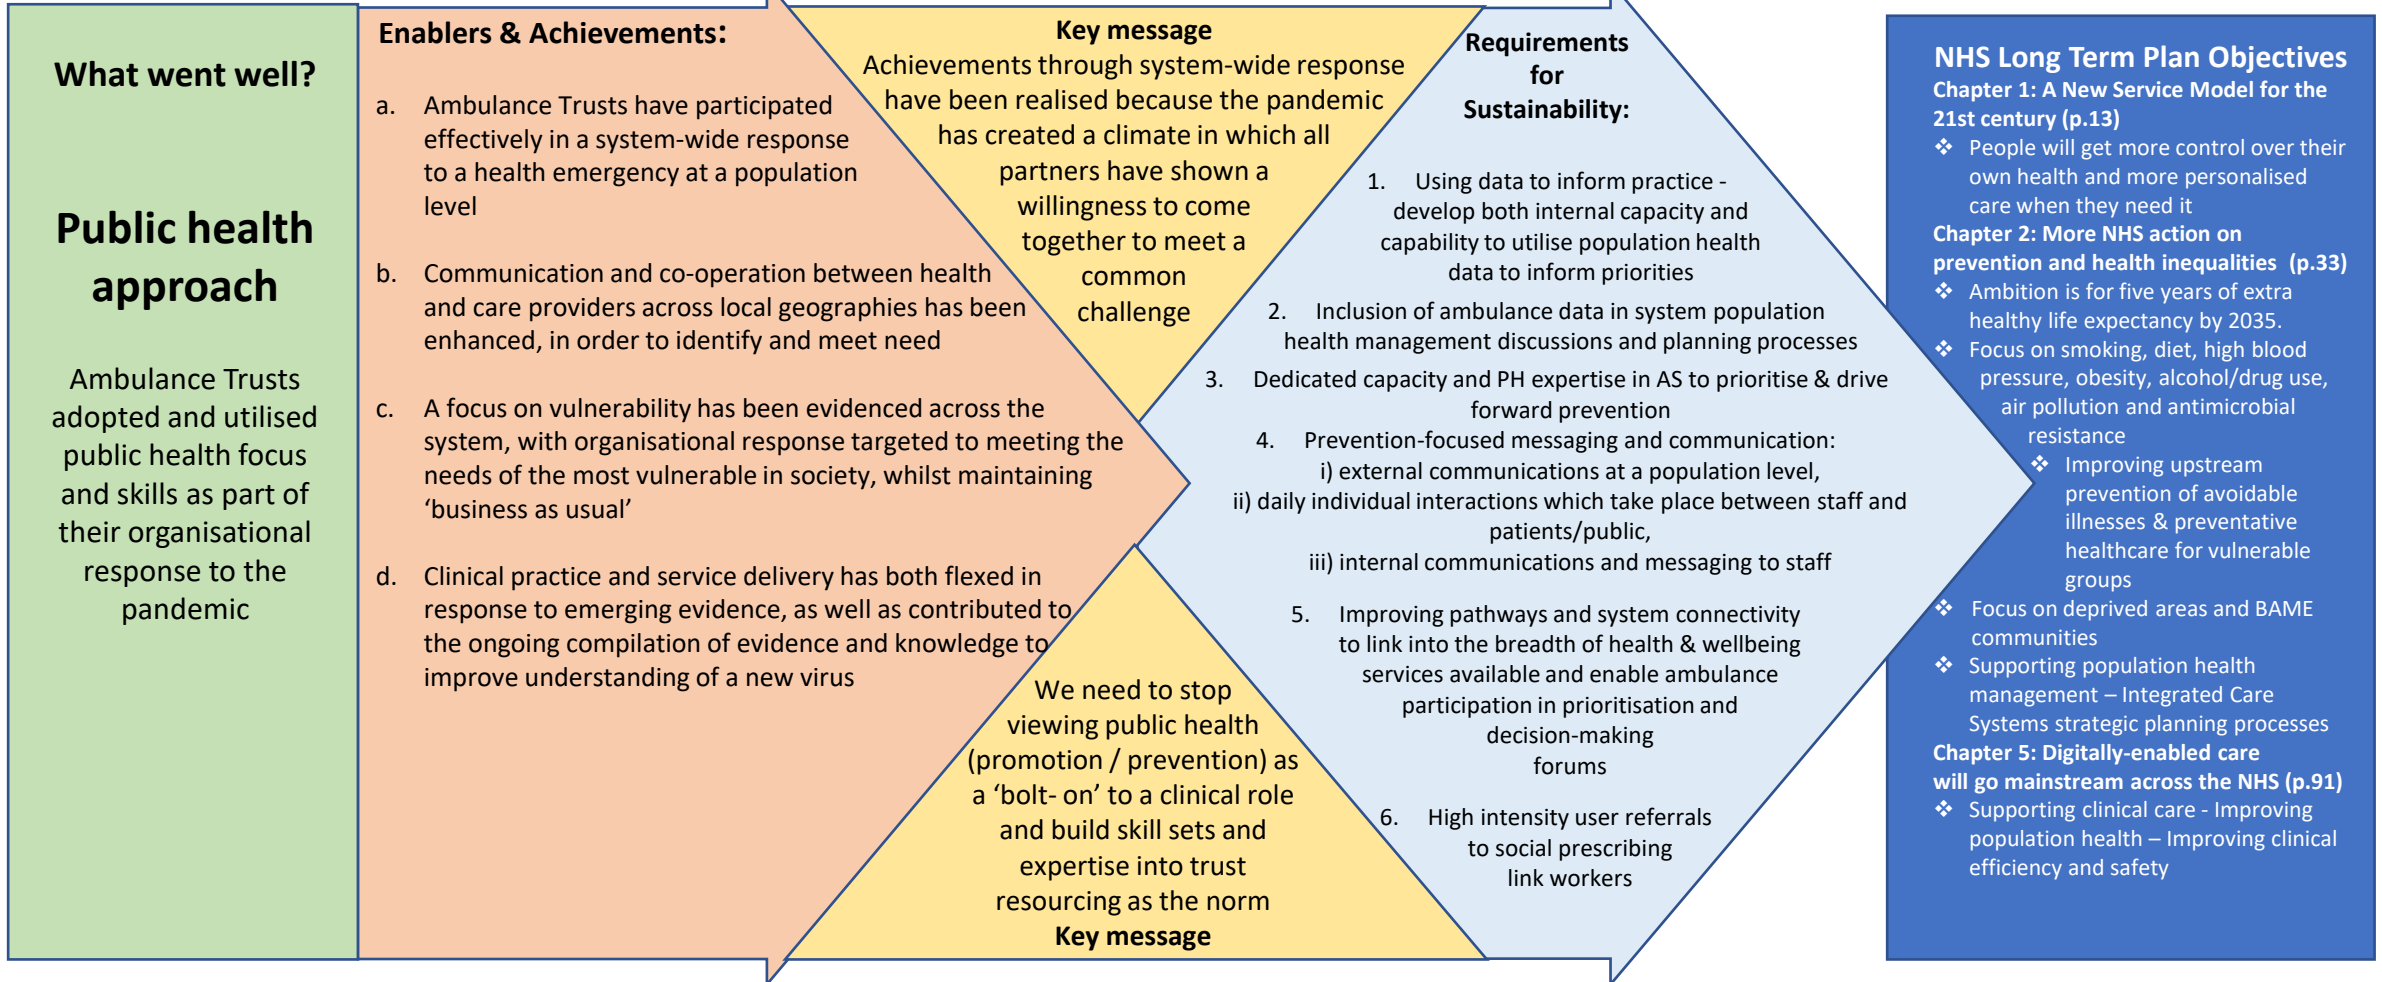 What went well?
Public health
approach
Ambulance Trusts
adopted and utilised
public health focus
and skills as part of
their organisational
response to the
pandemic
Enablers & Achievements:
a. Ambulance Trusts have participated
effectively in a system-wide response
to a health emergency at a population
level
b. Communication and co-operation between health
and care providers across local geographies has been
enhanced, in order to identify and meet need
c. A focus on vulnerability has been evidenced across the
system, with organisational response targeted to meeting the
needs of the most vulnerable in society, whilst maintaining
‘business as usual’
d. Clinical practice and service delivery has both flexed in
response to emerging evidence, as well as contributed to
the ongoing compilation of evidence and knowledge to
improve understanding of a new virus
Key message
Achievements through system-wide response
have been realised because the pandemic
has created a climate in which all
partners have shown a
willingness to come
together to meet a
common
challenge
We need to stop
viewing public health
(promotion / prevention) as
a ‘bolt- on’ to a clinical role
and build skill sets and
expertise into trust
resourcing as the norm
Key message
Requirements
for
Sustainability:
1. Using data to inform practice -
develop both internal capacity and
capability to utilise population health
data to inform priorities
2. Inclusion of ambulance data in system population
health management discussions and planning processes
3. Dedicated capacity and PH expertise in AS to prioritise & drive
forward prevention
4. Prevention-focused messaging and communication:
i) external communications at a population level,
ii) daily individual interactions which take place between staff and
patients/public,
iii) internal communications and messaging to staff
5. Improving pathways and system connectivity
to link into the breadth of health & wellbeing
services available and enable ambulance
participation in prioritisation and
decision-making
forums
6. High intensity user referrals
to social prescribing
link workers
NHS Long Term Plan Objectives
Chapter 1: A New Service Model for the
21st century (p.13)
❖ People will get more control over their
own health and more personalised
care when they need it
Chapter 2: More NHS action on
prevention and health inequalities (p.33)
❖ Ambition is for five years of extra
healthy life expectancy by 2035.
❖ Focus on smoking, diet, high blood
pressure, obesity, alcohol/drug use,
air pollution and antimicrobial
resistance
❖ Improving upstream
prevention of avoidable
illnesses & preventative
healthcare for vulnerable
groups
❖ Focus on deprived areas and BAME
communities
❖ Supporting population health
management – Integrated Care
Systems strategic planning processes
Chapter 5: Digitally-enabled care
will go mainstream across the NHS (p.91)
❖ Supporting clinical care - Improving
population health – Improving clinical
efficiency and safety